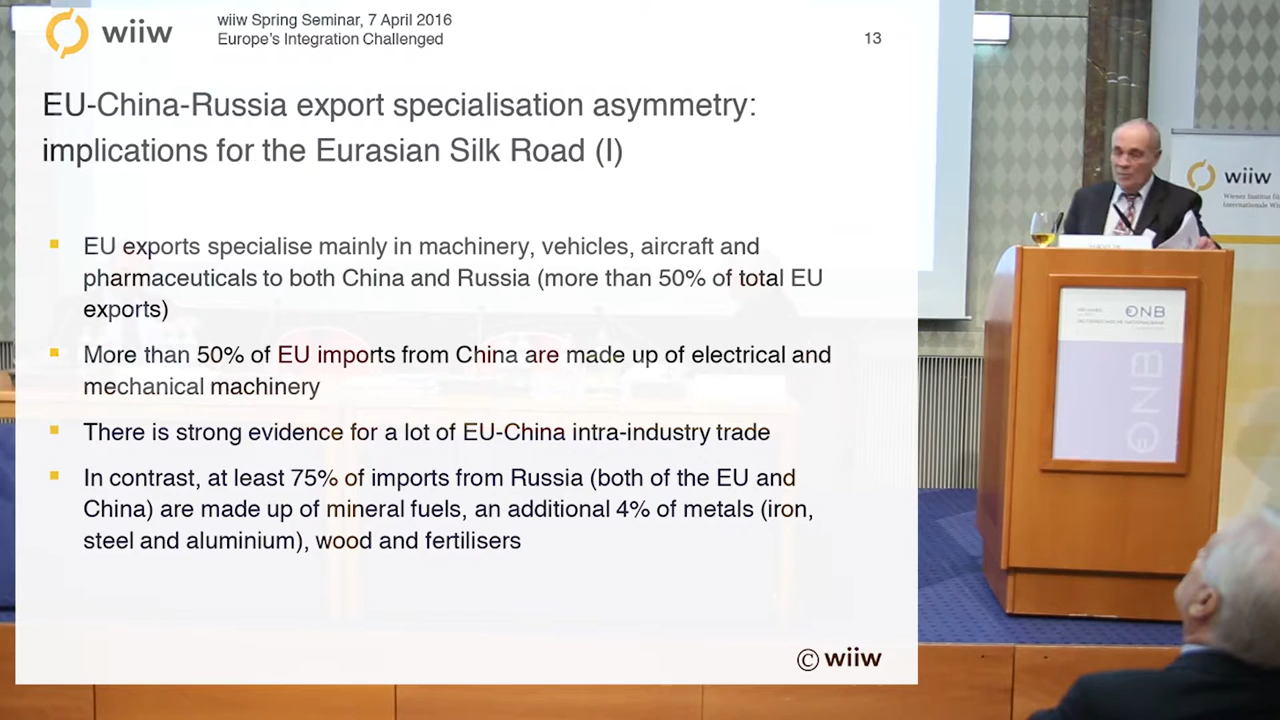 wiiw
wiiw Spring Seminar, 7 April 2016
Europe's Integration Challenged
13
EU-China-Russia export specialisation asymmetry:
implications for the Eurasian Silk Road (I)
EU exports specialise mainly in machinery, vehicles, aircraft and
pharmaceuticals to both China and Russia (more than 50% of total EU
exports)
More than 50% of EU imports from China are made up of electrical and
mechanical machinery
There is strong evidence for a lot of EU-China intra-industry trade
In contrast, at least 75% of imports from Russia (both of the EU and
China) are made up of mineral fuels, an additional 4% of metals (iron,
steel and aluminium), wood and fertilisers
© wiiw
wiiw
Wiener Institut
Internationale
ONB
ONB